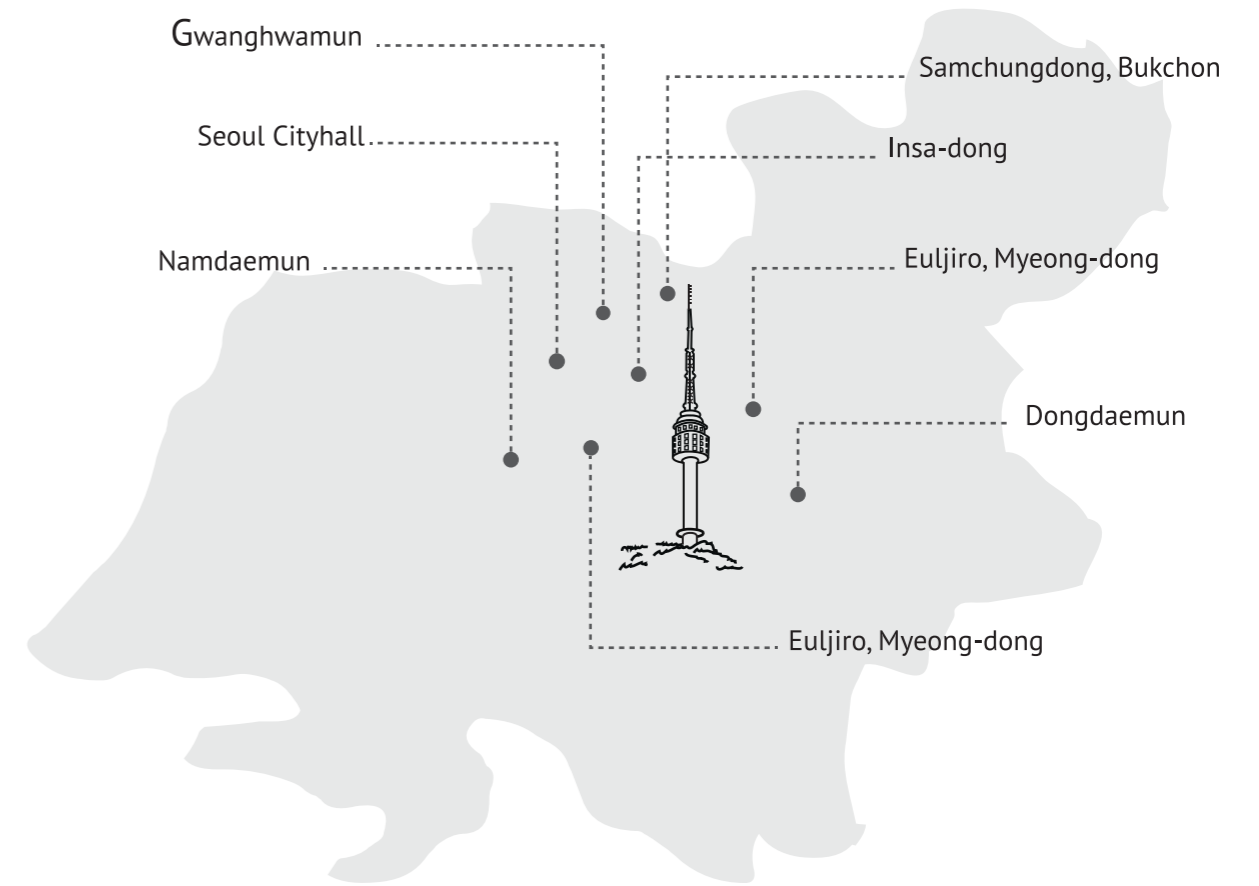 Gwanghwamun
Samchungdong, Bukchon
Seoul Cityhall
Insa-dong
Namdaemun
Euljiro, Myeong-dong
Dongdaemun
Euljiro, Myeong-dong